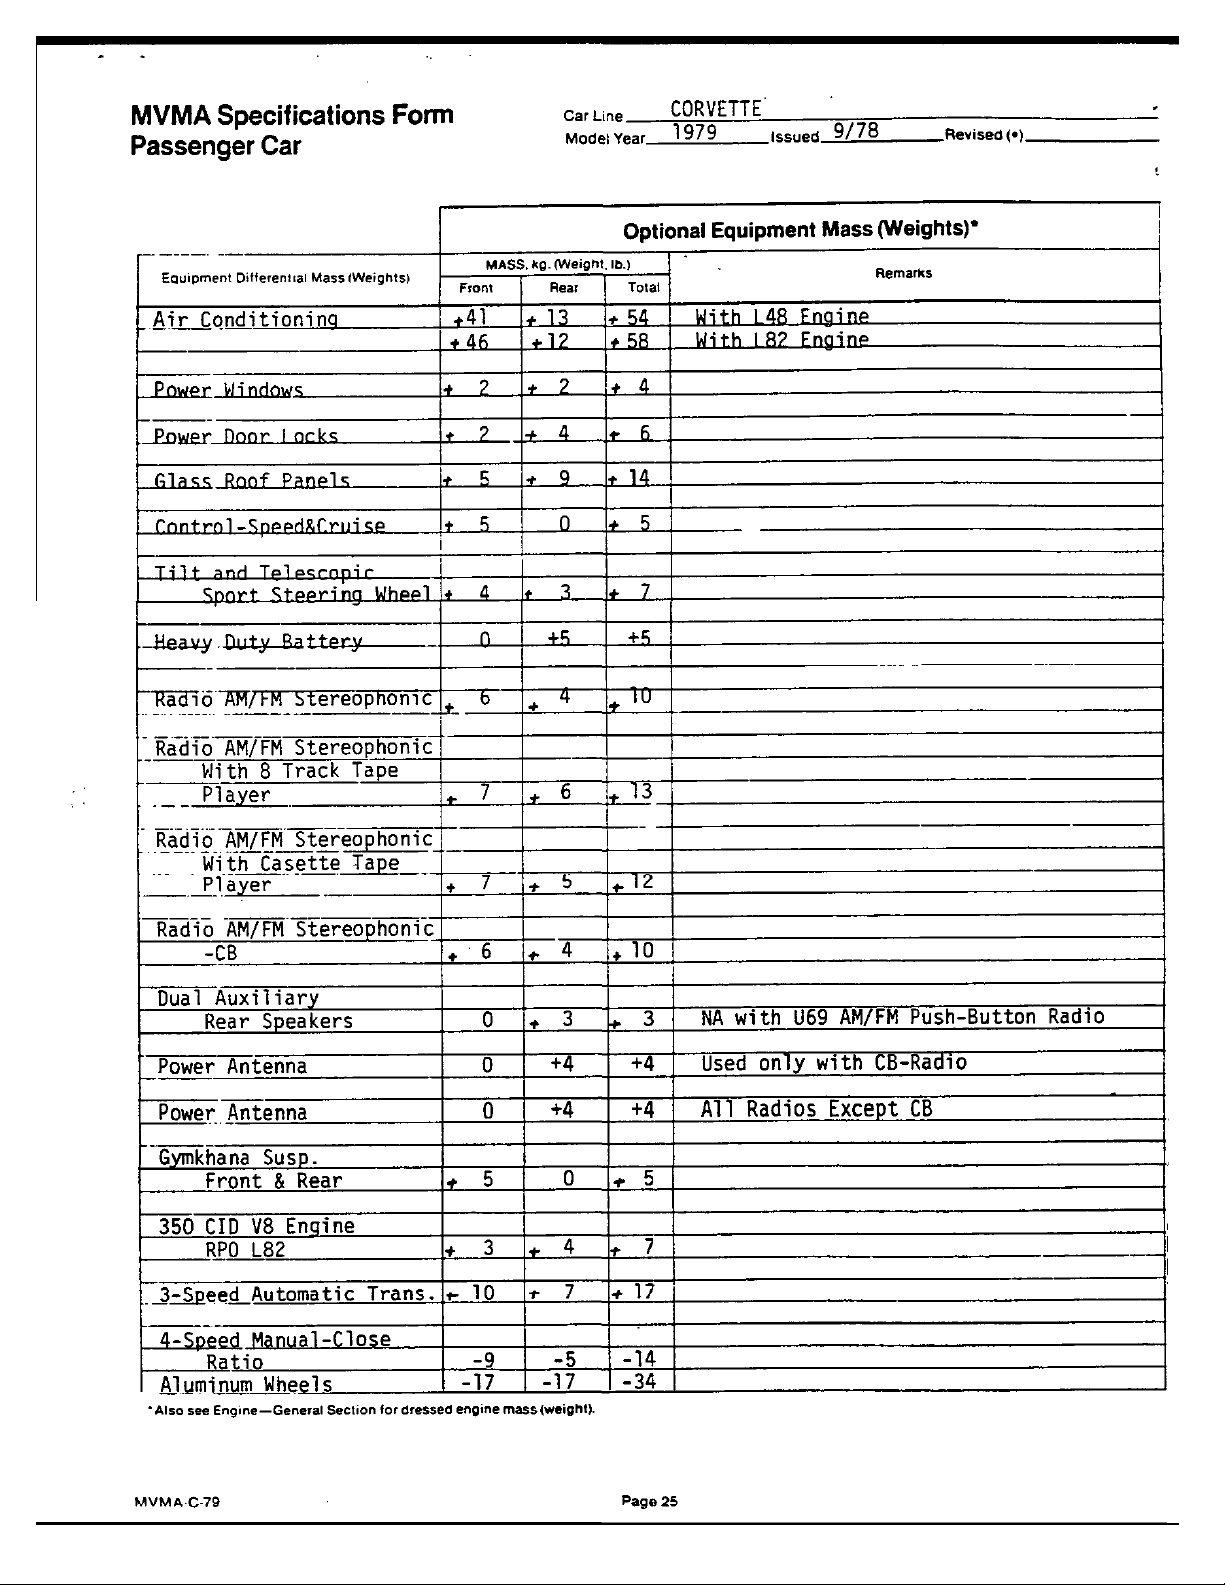 MVMA Specifications Form
Passenger Car
Car Line CORVETTE
Model Year 1979 Issued 9/78 Revised (•)
Optional Equipment Mass (Weights)*
Equipment Differential Mass (Weights)
MASS, kg. (Weight, lb.)
Remarks
Front Rear Total
Air Conditioning +41 + 13 + 54 With L48 Engine
+ 46 + 12 + 58 With L82 Engine
Power Windows + 2 + 2 + 4
Power Door Locks + 2 + 4 + 6
Glass Roof Panels + 5 + 9 + 14
Control-Speed&Cruise + 5 0 + 5
Tilt and Telescopic
Sport Steering Wheel + 4 + 3 + 7
Heavy Duty Battery 0 +5 +5
Radio AM/FM Stereophonic + 6 + 4 + 10
Radio AM/FM Stereophonic
With 8 Track Tape
Player + 7 + 6 + 13
Radio AM/FM Stereophonic
With Casette Tape
Player + 7 + 5 + 12
Radio AM/FM Stereophonic
-CB + 6 + 4 + 10
Dual Auxiliary
Rear Speakers 0 + 3 + 3 NA with U69 AM/FM Push-Button Radio
Power Antenna 0 +4 +4 Used only with CB-Radio
Power Antenna 0 +4 +4 All Radios Except CB
Gymkhana Susp.
Front & Rear + 5 0 + 5
350 CID V8 Engine
RPO L82 + 3 + 4 + 7
3-Speed Automatic Trans. + 10 + 7 + 17
4-Speed Manual-Close
Ratio -9 -5 -14
Aluminum Wheels -17 -17 -34
*Also see Engine—General Section for dressed engine mass (weight).
MVMA-C-79 Page 25